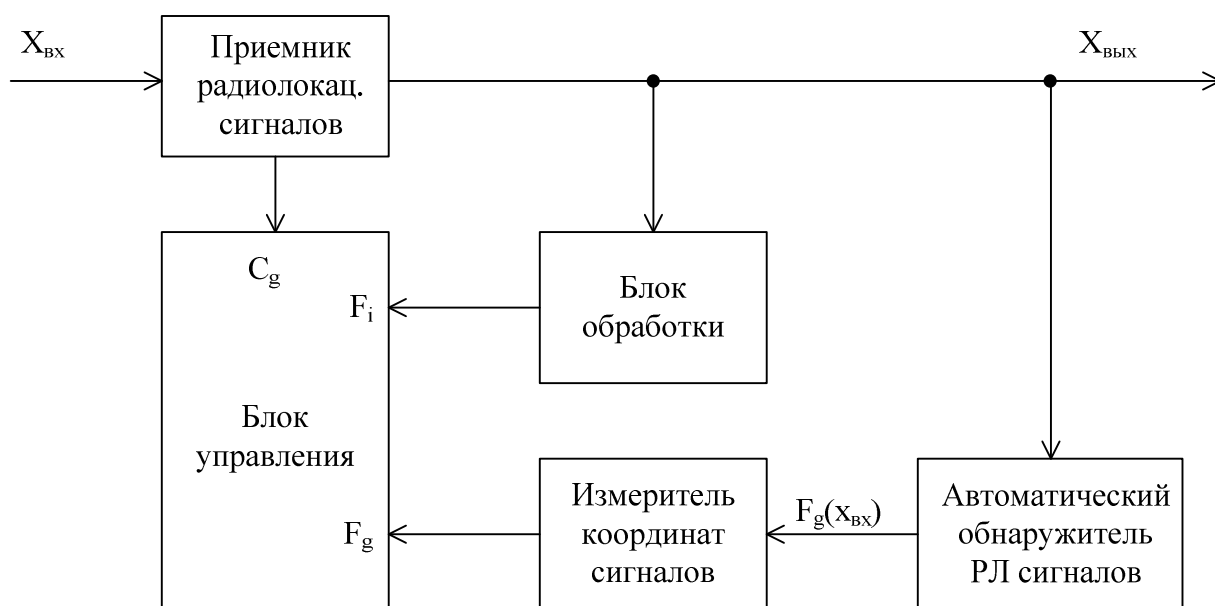 Xвх
Приемник
радиолокац.
сигналов
Xвых
Cg
Fi
Блок
обработки
Блок
управления
Fg
Измеритель
координат
сигналов
Fg(xвх)
Автоматический
обнаружитель
РЛ сигналов